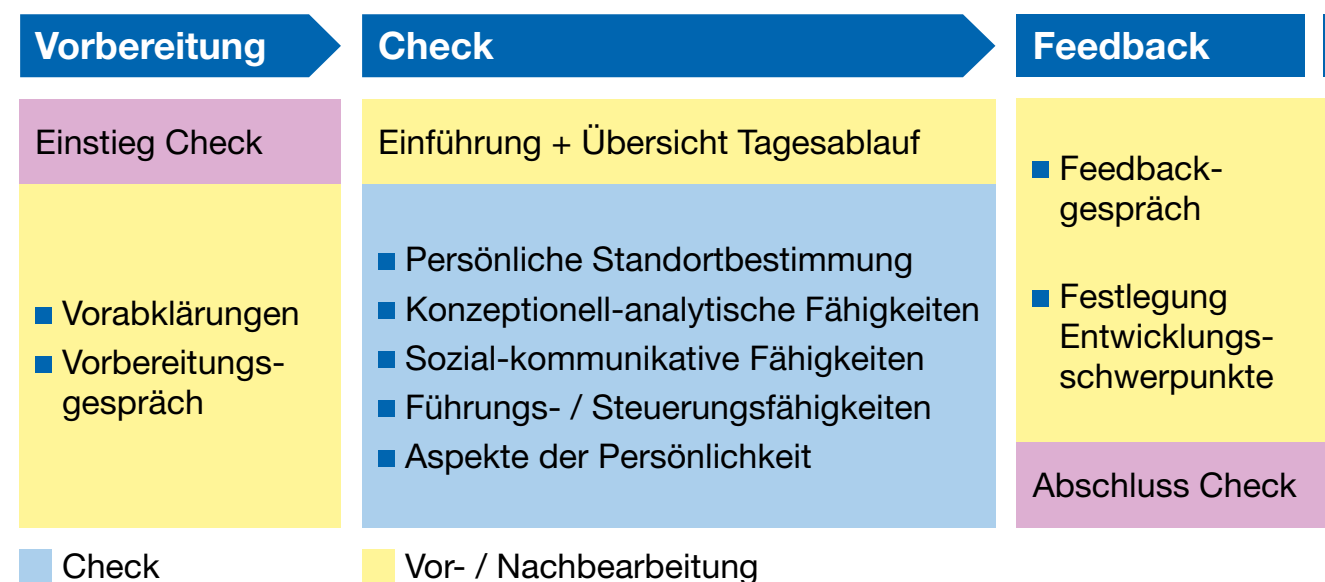 Vorbereitung
Einstieg Check
Vorabklärungen
Vorbereitungs-
gespräch
Check
Einführung + Übersicht Tagesablauf
Persönliche Standortbestimmung
Konzeptionell-analytische Fähigkeiten
Sozial-kommunikative Fähigkeiten
Führungs- / Steuerungsfähigkeiten
Aspekte der Persönlichkeit
Feedback
Feedback-
gespräch
Festlegung
Entwicklungs-
schwerpunkte
Abschluss Check
Check
Vor- / Nachbearbeitung